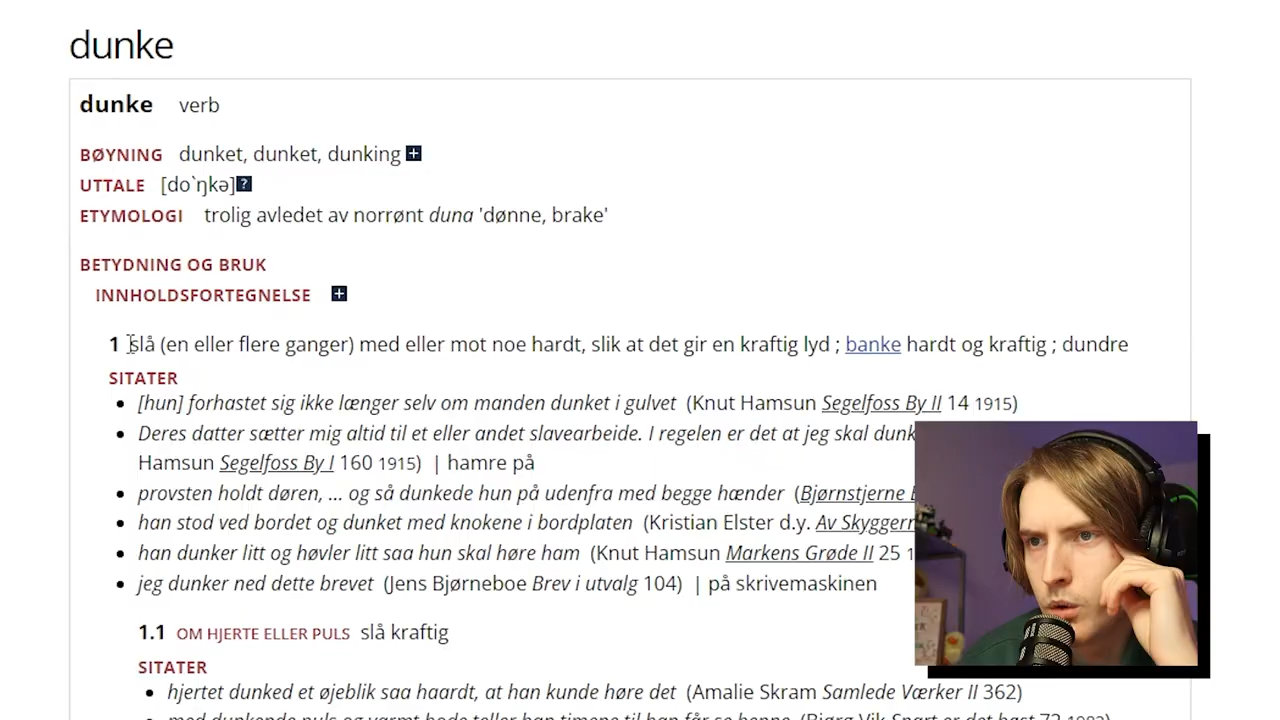 dunke
dunke verb
BØYNING dunket, dunket, dunking +
UTTALE [do`ŋkə] ?
ETYMOLOGI trolig avledet av norrønt duna 'dønne, brake'
BETYDNING OG BRUK
INNHOLDSFORTEGNELSE +
1 slå (en eller flere ganger) med eller mot noe hardt, slik at det gir en kraftig lyd ; banke hardt og kraftig ; dundre
SITATER
• [hun] forhastet sig ikke længer selv om manden dunket i gulvet (Knut Hamsun Segelfoss By II 14 1915)
• Deres datter sætter mig altid til et eller andet slavearbeide. I regelen er det at jeg skal dunk
Hamsun Segelfoss By I 160 1915) | hamre på
• provsten holdt døren, ... og så dunkede hun på udenfra med begge hænder (Bjørnstjerne
• han stod ved bordet og dunket med knokene i bordplaten (Kristian Elster d.y. Av Skyggern
• han dunker litt og høvler litt saa hun skal høre ham (Knut Hamsun Markens Grøde II 25 1
• jeg dunker ned dette brevet (Jens Bjørneboe Brev i utvalg 104) | på skrivemaskinen
1.1 OM HJERTE ELLER PULS slå kraftig
SITATER
• hjertet dunked et øjeblik saa haardt, at han kunde høre det (Amalie Skram Samlede Værker II 362)